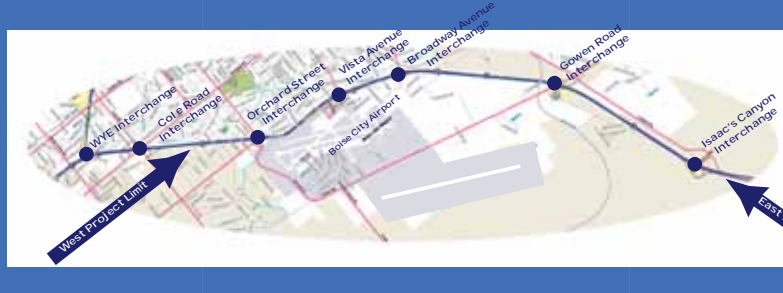 WYE Interchange
Cole Road
Interchange
Orchard Street
Interchange
Vista Avenue
Interchange
Broadway Avenue
Interchange
Gowen Road
Interchange
Isaac's Canyon
Interchange
Boise City Airport
West Project Limit
East